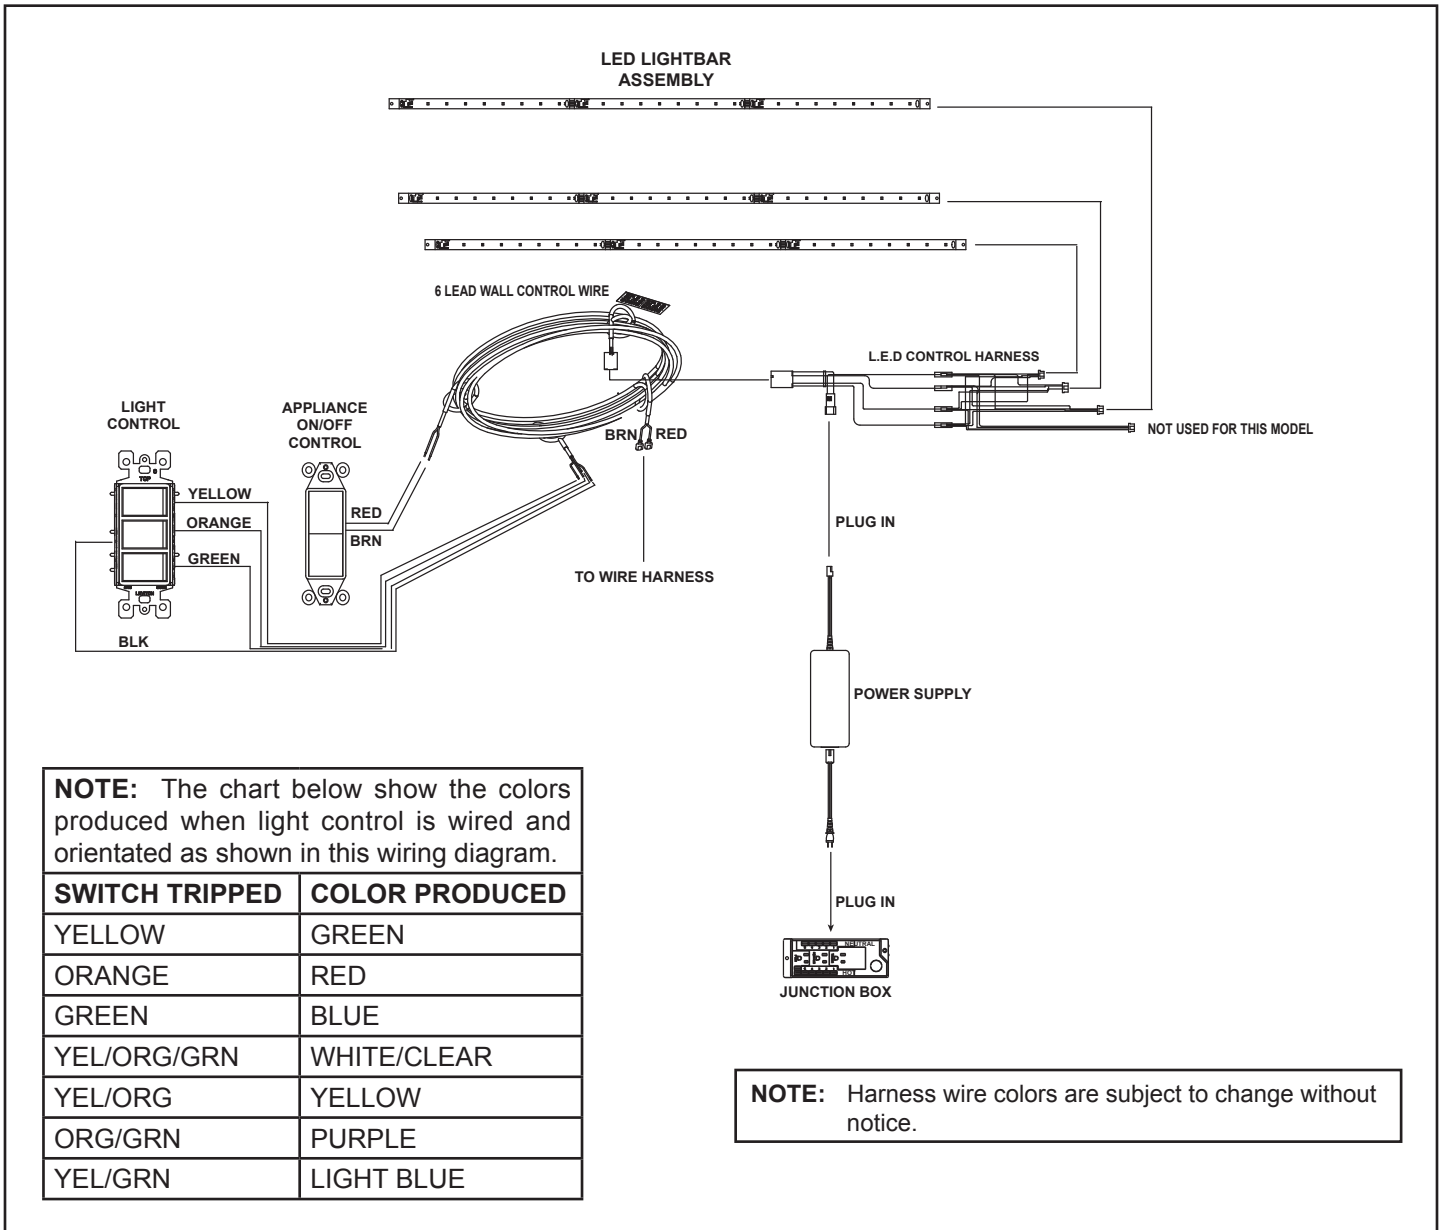 LED LIGHTBAR
ASSEMBLY
6 LEAD WALL CONTROL WIRE
L.E.D CONTROL HARNESS
LIGHT
CONTROL
APPLIANCE
ON/OFF
CONTROL
BRN
RED
NOT USED FOR THIS MODEL
TOP
YELLOW
ORANGE
GREEN
RED
BRN
PLUG IN
TO WIRE HARNESS
BLK
POWER SUPPLY
PLUG IN
NEUTRAL
HOT
JUNCTION BOX
NOTE: The chart below show the colors
produced when light control is wired and
orientated as shown in this wiring diagram.
SWITCH TRIPPED COLOR PRODUCED
YELLOW GREEN
ORANGE RED
GREEN BLUE
YEL/ORG/GRN WHITE/CLEAR
YEL/ORG YELLOW
ORG/GRN PURPLE
YEL/GRN LIGHT BLUE
NOTE: Harness wire colors are subject to change without
notice.